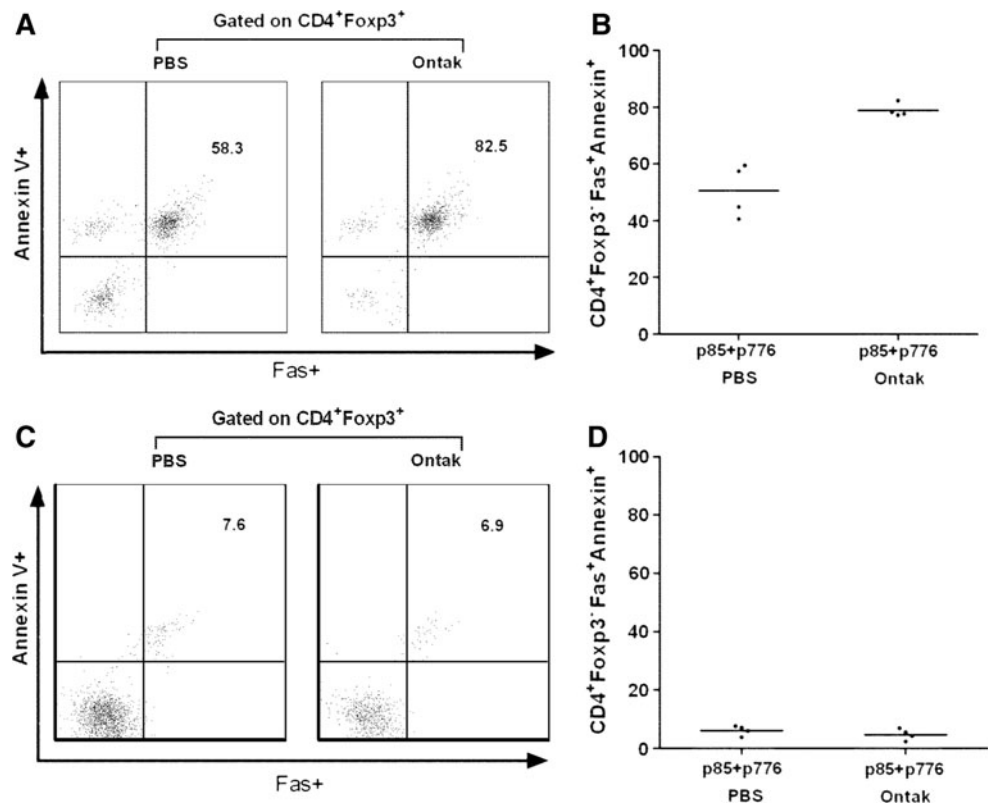 A
Gated on CD4⁺Foxp3⁺
PBS
Ontak
58.3
82.5
Annexin V+
Fas+
B
CD4⁺Foxp3⁻ Fas⁺Annexin⁺
100
80
60
40
20
0
p85+p776
PBS
p85+p776
Ontak
C
Gated on CD4⁺Foxp3⁺
PBS
Ontak
7.6
6.9
Annexin V+
Fas+
D
CD4⁺Foxp3⁻ Fas⁺Annexin⁺
100
80
60
40
20
0
p85+p776
PBS
p85+p776
Ontak